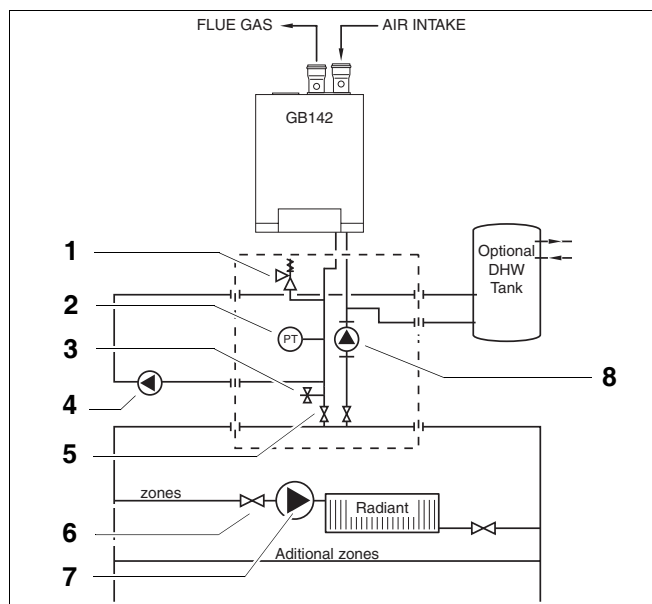 FLUE GAS
AIR INTAKE
GB142
1
Optional
DHW
Tank
2
PT
3
8
4
5
zones
Radiant
6
Aditional zones
7